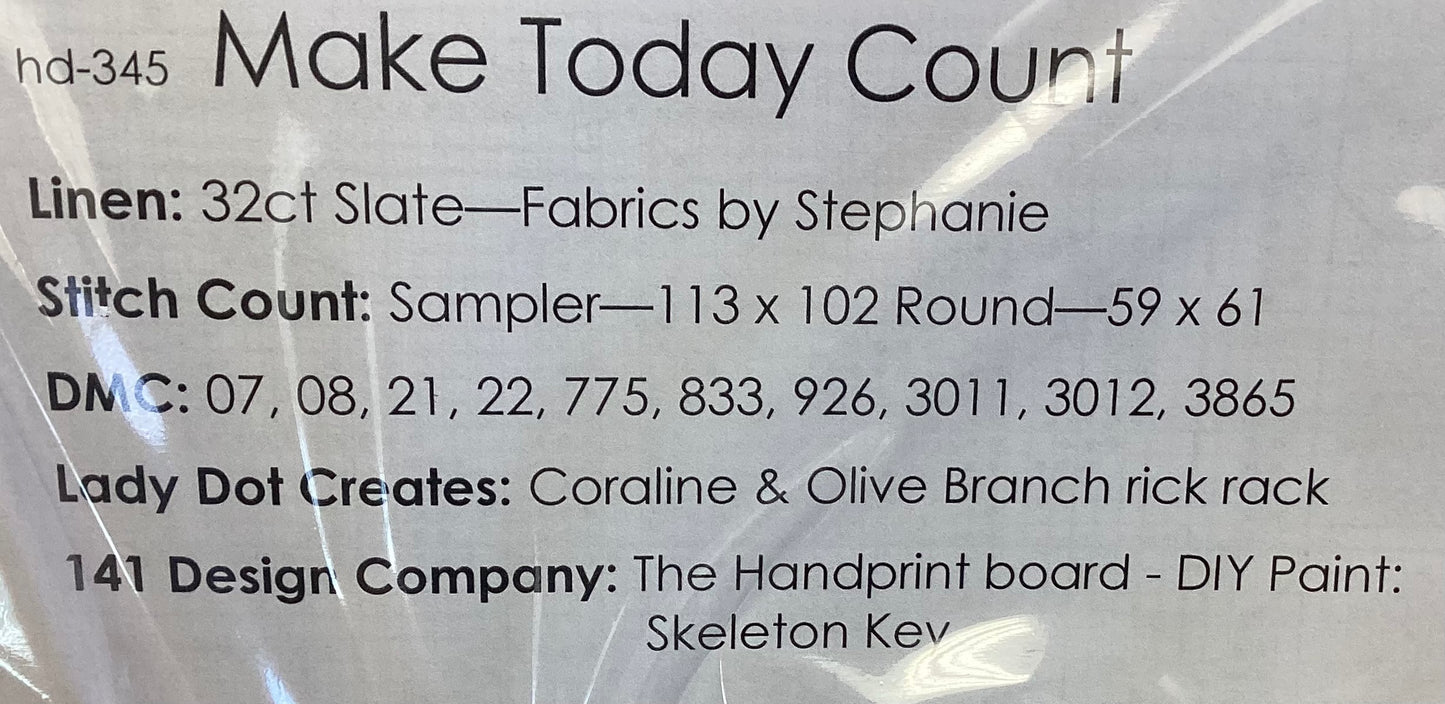 hd-345 Make Today Count
Linen: 32ct Slate—Fabrics by Stephanie
Stitch Count: Sampler—113 x 102 Round—59 x 61
DMC: 07, 08, 21, 22, 775, 833, 926, 3011, 3012, 3865
Lady Dot Creates: Coraline & Olive Branch rick rack
141 Design Company: The Handprint board - DIY Paint:
Skeleton Key